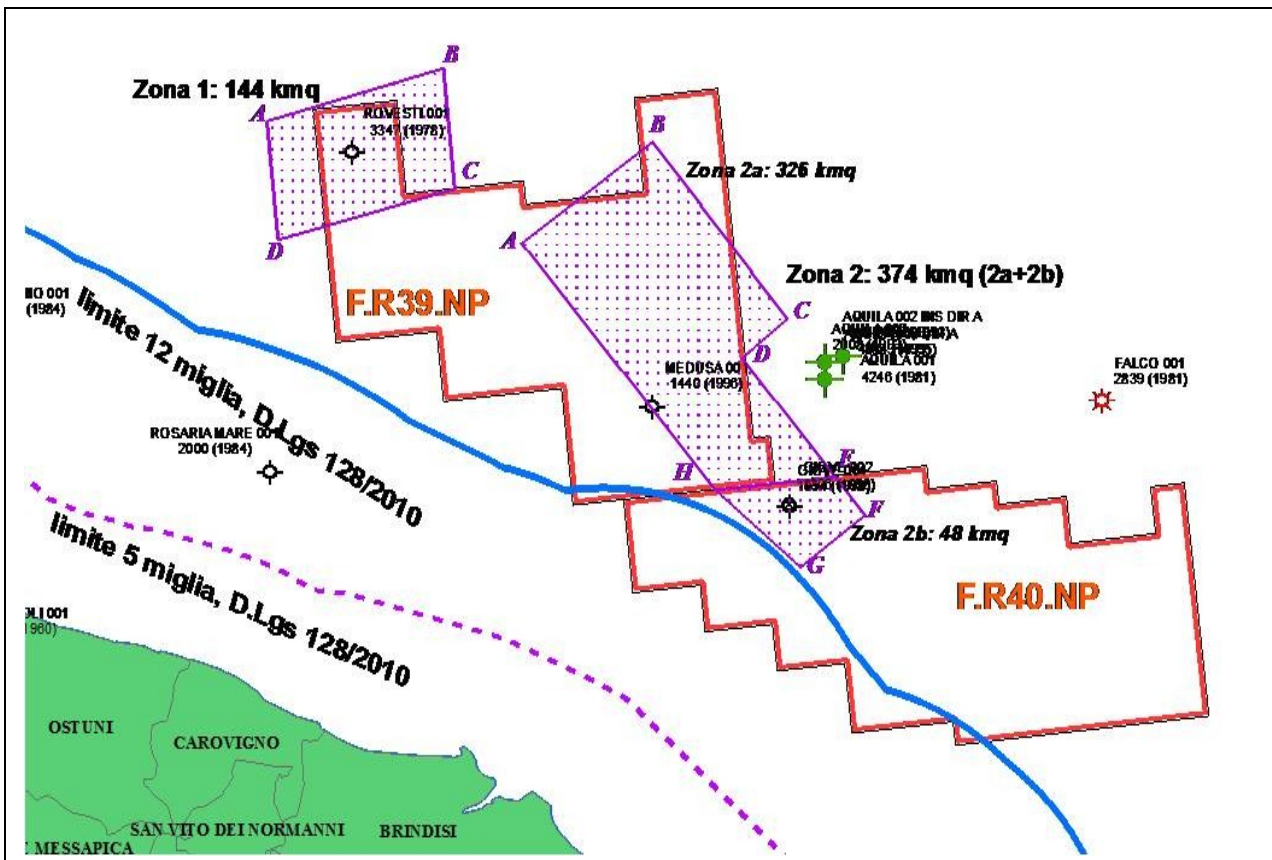 B
Zona 1: 144 kmq
A
ROVESTI 001
3347 (1978)
B
C
Zona 2a: 326 kmq
D
A
Zona 2: 374 kmq (2a+2b)
F.R39.NP
C
AQUILA 002 INS DIR A
D
AQUILA 001
4246 (1981)
(1984)
limite 12 miglia, D.Lgs 128/2010
MEDUSA 001
1440 (1996)
FALCO 001
2839 (1981)
ROSARIA MARE 001
2000 (1984)
H
E
F
Zona 2b: 48 kmq
G
limite 5 miglia, D.Lgs 128/2010
F.R40.NP
OSTUNI
CAROVIGNO
SAN VITO DEI NORMANNI
BRINDISI
MESSAPICA